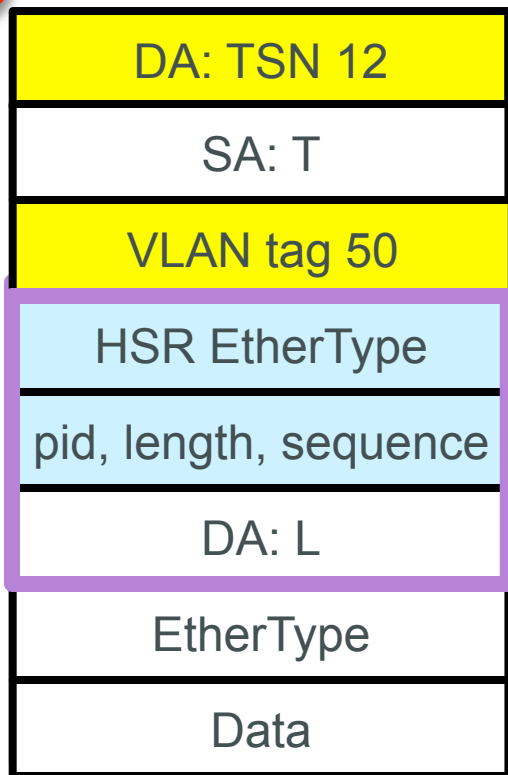 DA: TSN 12
SA: T
VLAN tag 50
HSR EtherType
pid, length, sequence
DA: L
EtherType
Data